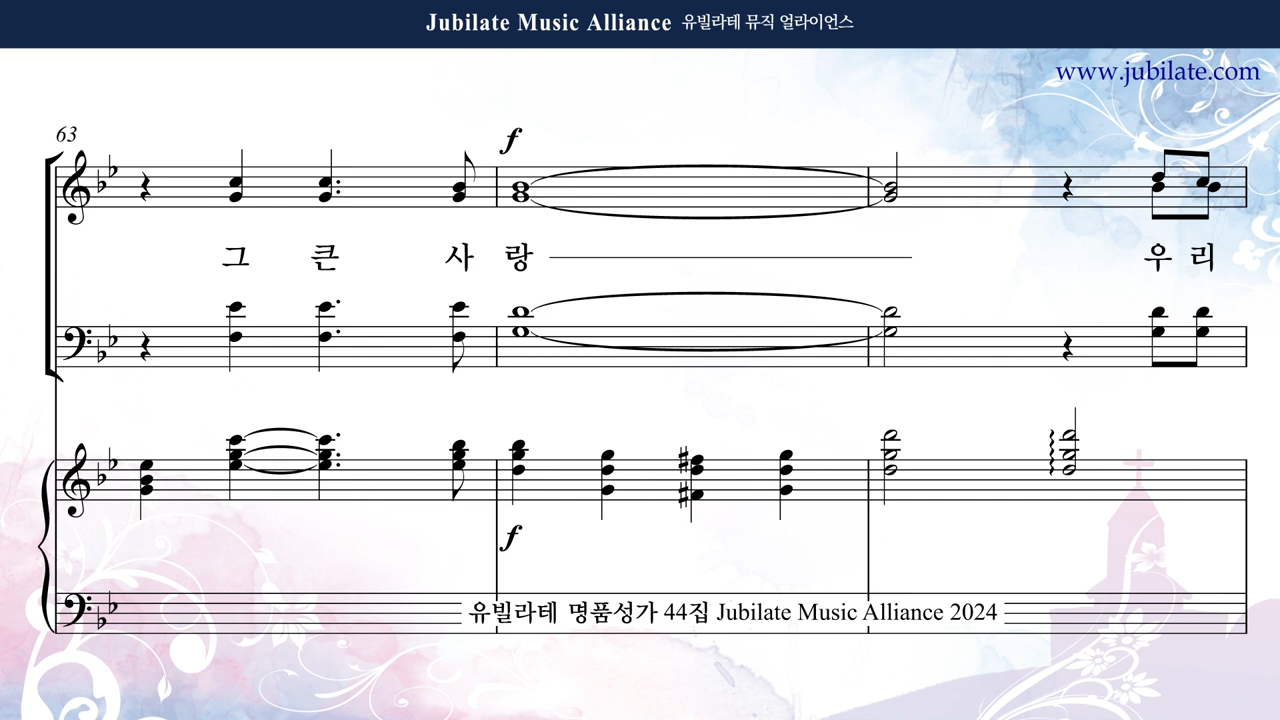 Jubilate Music Alliance 유빌라테 뮤직 얼라이언스
www.jubilate.com
63
f
그 큰 사 랑 우 리
f
유빌라테 명품성가 44집 Jubilate Music Alliance 2024